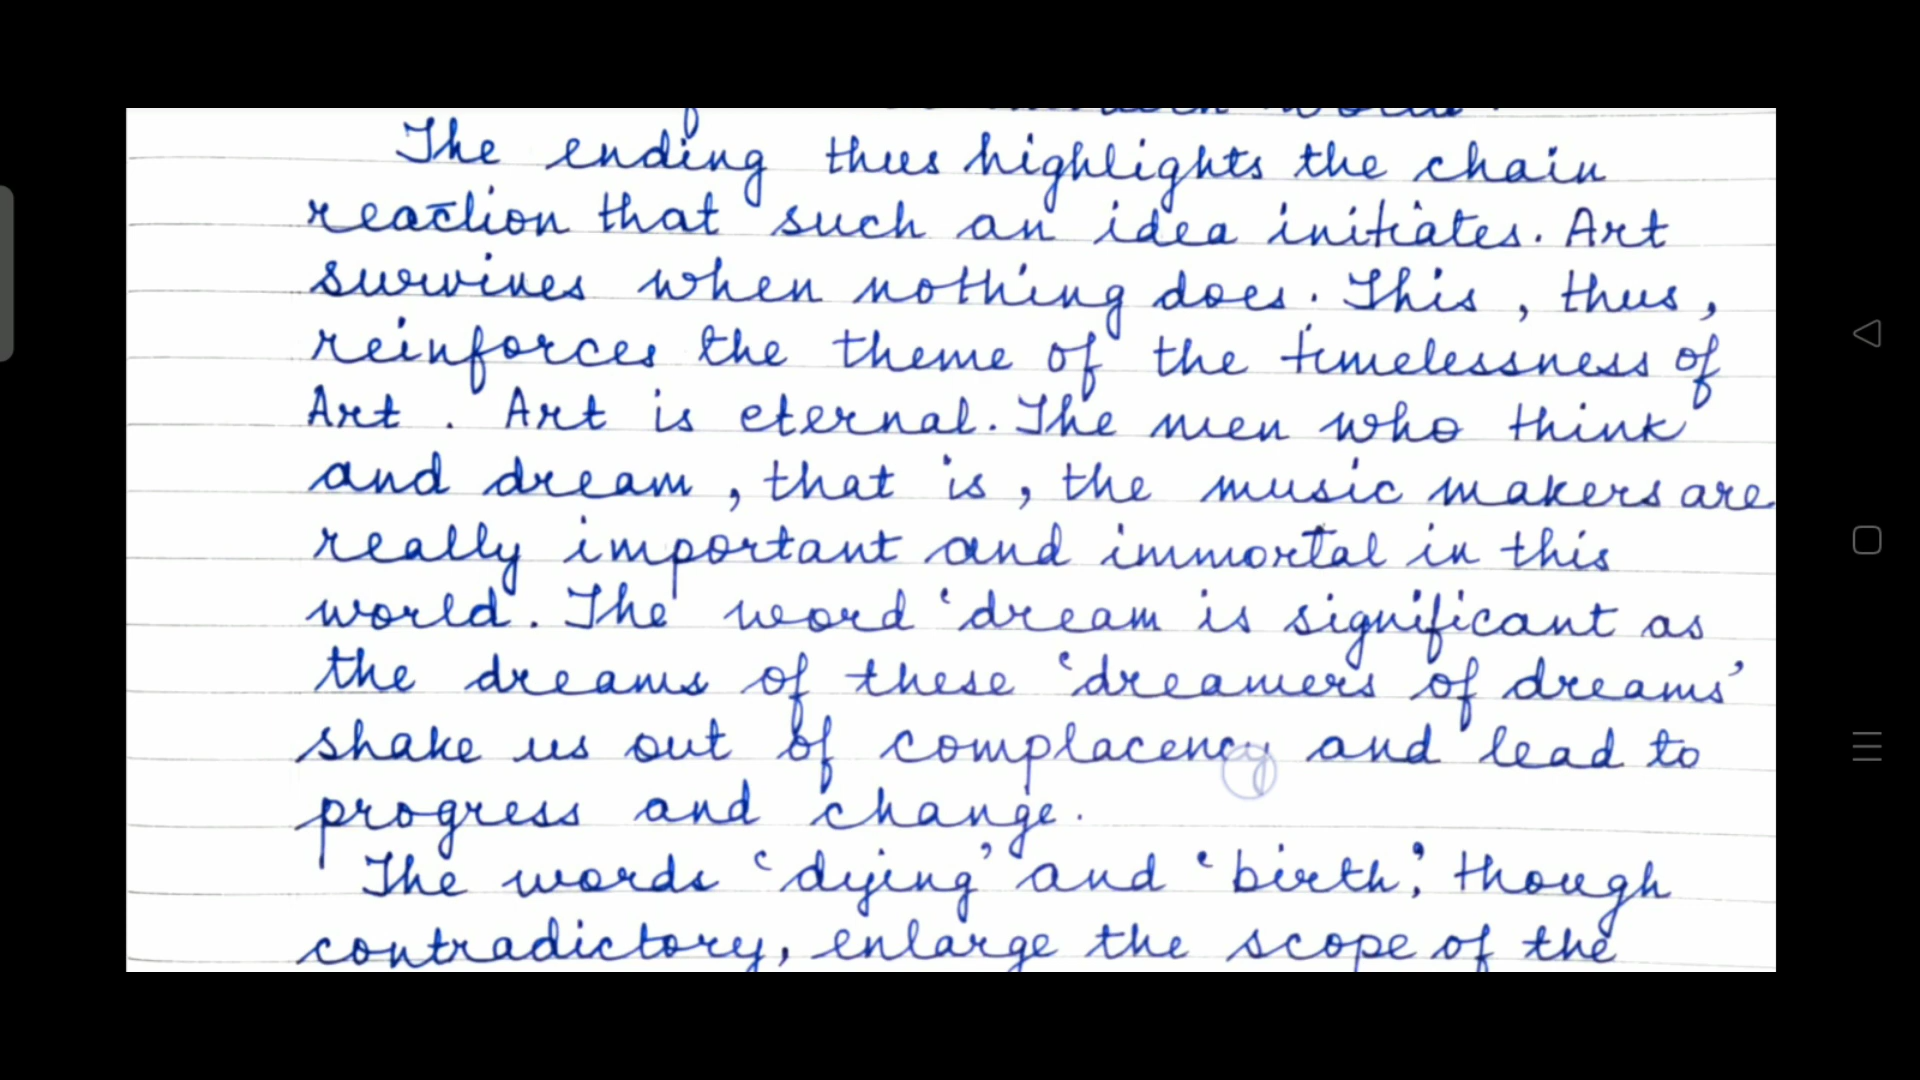 The ending thus highlights the chain
reaction that such an idea initiates. Art
survives when nothing does. This, thus,
reinforces the theme of the timelessness of
Art. Art is eternal. The men who think
and dream, that is, the music makers are
really important and immortal in this
world. The word 'dream is significant as
the dreams of these 'dreamers of dreams'
shake us out of complacency and lead to
progress and change.
The words 'dying' and 'birth', though
contradictory, enlarge the scope of the